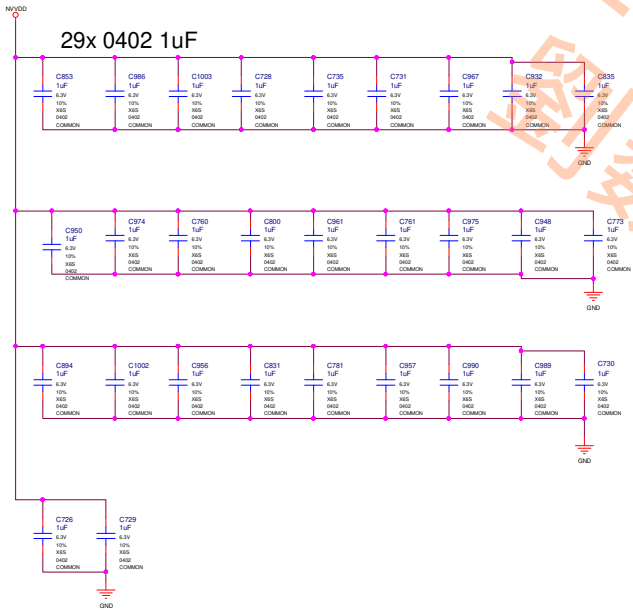 NVVDD
29x 0402 1uF
C853
1uF
6.3V
10%
X6S
0402
COMMON
C986
1uF
6.3V
10%
X6S
0402
COMMON
C1003
1uF
6.3V
10%
X6S
0402
COMMON
C728
1uF
6.3V
10%
X6S
0402
COMMON
C735
1uF
6.3V
10%
X6S
0402
COMMON
C731
1uF
6.3V
10%
X6S
0402
COMMON
C967
1uF
6.3V
10%
X6S
0402
COMMON
C932
1uF
6.3V
10%
X6S
0402
COMMON
C835
1uF
6.3V
10%
X6S
0402
COMMON
GND
C950
1uF
6.3V
10%
X6S
0402
COMMON
C974
1uF
6.3V
10%
X6S
0402
COMMON
C760
1uF
6.3V
10%
X6S
0402
COMMON
C800
1uF
6.3V
10%
X6S
0402
COMMON
C961
1uF
6.3V
10%
X6S
0402
COMMON
C761
1uF
6.3V
10%
X6S
0402
COMMON
C975
1uF
6.3V
10%
X6S
0402
COMMON
C948
1uF
6.3V
10%
X6S
0402
COMMON
C773
1uF
6.3V
10%
X6S
0402
COMMON
GND
C894
1uF
6.3V
10%
X6S
0402
COMMON
C1002
1uF
6.3V
10%
X6S
0402
COMMON
C956
1uF
6.3V
10%
X6S
0402
COMMON
C831
1uF
6.3V
10%
X6S
0402
COMMON
C781
1uF
6.3V
10%
X6S
0402
COMMON
C957
1uF
6.3V
10%
X6S
0402
COMMON
C990
1uF
6.3V
10%
X6S
0402
COMMON
C989
1uF
6.3V
10%
X6S
0402
COMMON
C730
1uF
6.3V
10%
X6S
0402
COMMON
GND
C726
1uF
6.3V
10%
X6S
0402
COMMON
C729
1uF
6.3V
10%
X6S
0402
COMMON
GND